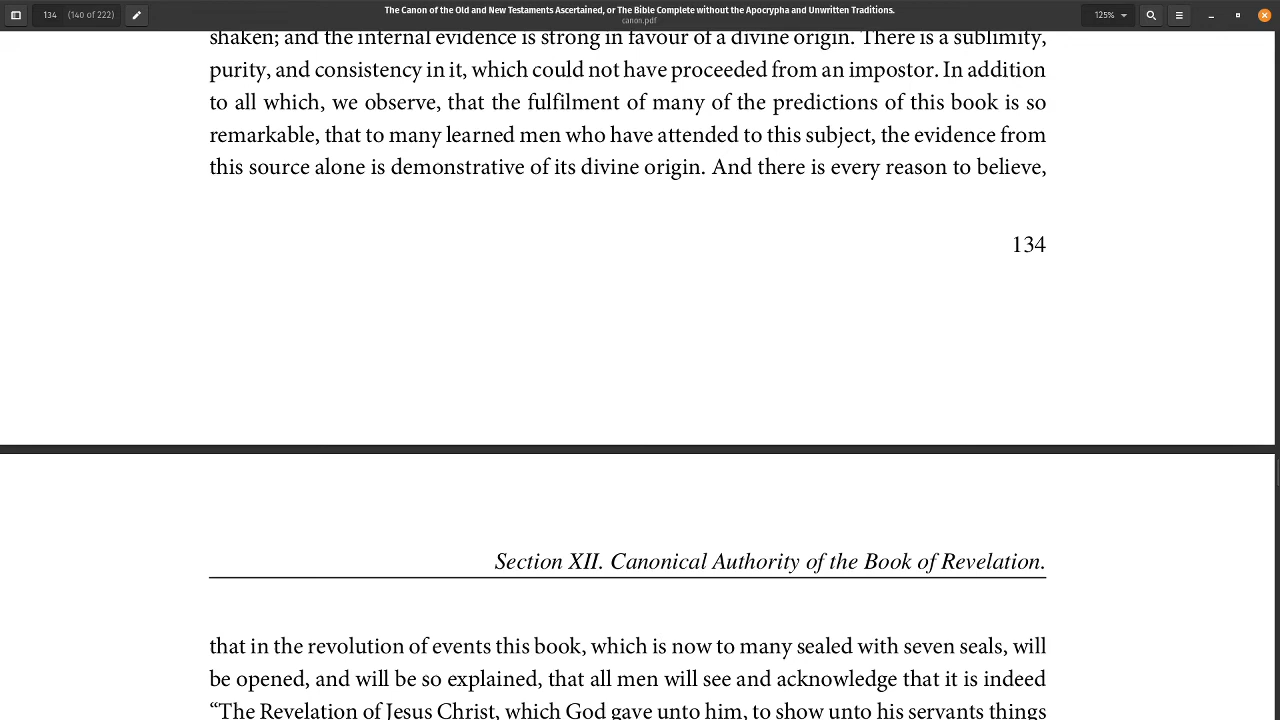 134 (140 of 222)
The Canon of the Old and New Testaments Ascertained, or The Bible Complete without the Apocrypha and Unwritten Traditions.
canon.pdf
125%
shaken; and the internal evidence is strong in favour of a divine origin. There is a sublimity,
purity, and consistency in it, which could not have proceeded from an impostor. In addition
to all which, we observe, that the fulfilment of many of the predictions of this book is so
remarkable, that to many learned men who have attended to this subject, the evidence from
this source alone is demonstrative of its divine origin. And there is every reason to believe,
134
Section XII. Canonical Authority of the Book of Revelation.
that in the revolution of events this book, which is now to many sealed with seven seals, will
be opened, and will be so explained, that all men will see and acknowledge that it is indeed
“The Revelation of Jesus Christ, which God gave unto him, to show unto his servants things